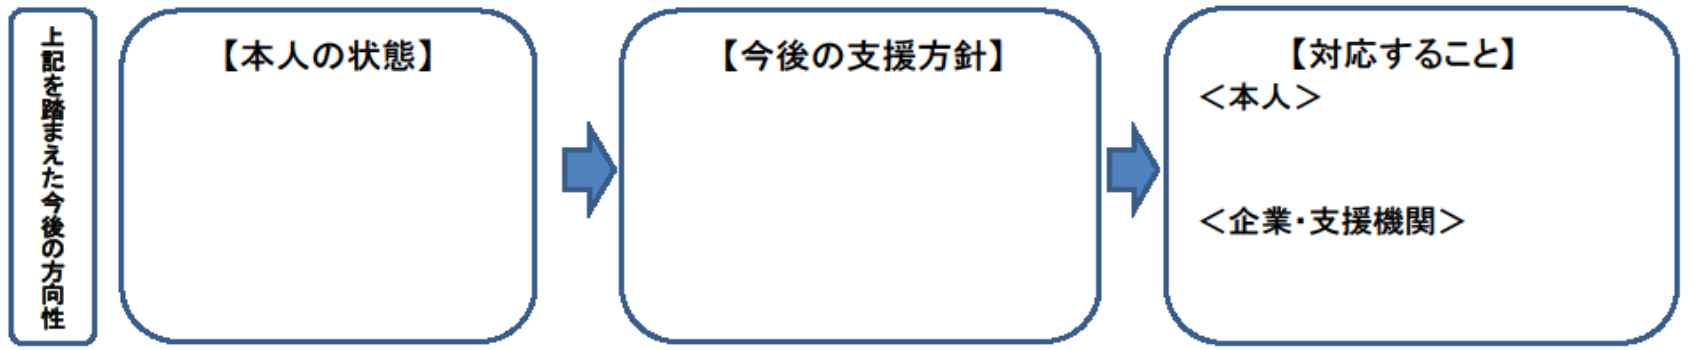 上記を踏まえた今後の方向性
【本人の状態】
【今後の支援方針】
【対応すること】
＜本人＞
＜企業・支援機関＞